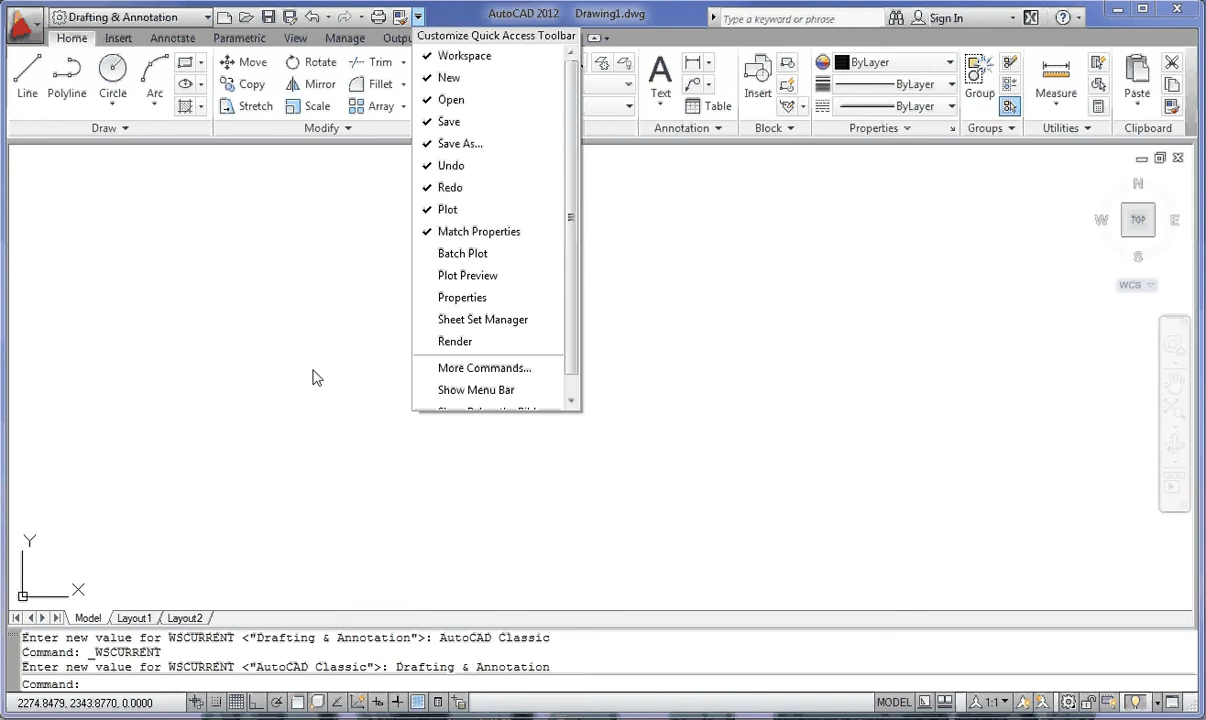 Drafting & Annotation
AutoCAD 2012 Drawing1.dwg
Type a keyword or phrase
Sign In
Home Insert Annotate Parametric View Manage Outpu
Customize Quick Access Toolbar
Workspace
New
Open
Save
Save As...
Undo
Redo
Plot
Match Properties
Batch Plot
Plot Preview
Properties
Sheet Set Manager
Render
More Commands...
Show Menu Bar
Line Polyline Circle Arc
Draw
Move Rotate Trim
Copy Mirror Fillet
Stretch Scale Array
Modify
Text
Table
Annotation
Insert
Block
ByLayer
ByLayer
ByLayer
Properties
Group
Groups
Measure
Utilities
Paste
Clipboard
N
W TOP E
S
WCS
Y
X
Model Layout1 Layout2
Enter new value for WSCURRENT <"Drafting & Annotation">: AutoCAD Classic
Command: _WSCURRENT
Enter new value for WSCURRENT <"AutoCAD Classic">: Drafting & Annotation
Command:
2274.8479, 2343.8770, 0.0000
MODEL
1:1